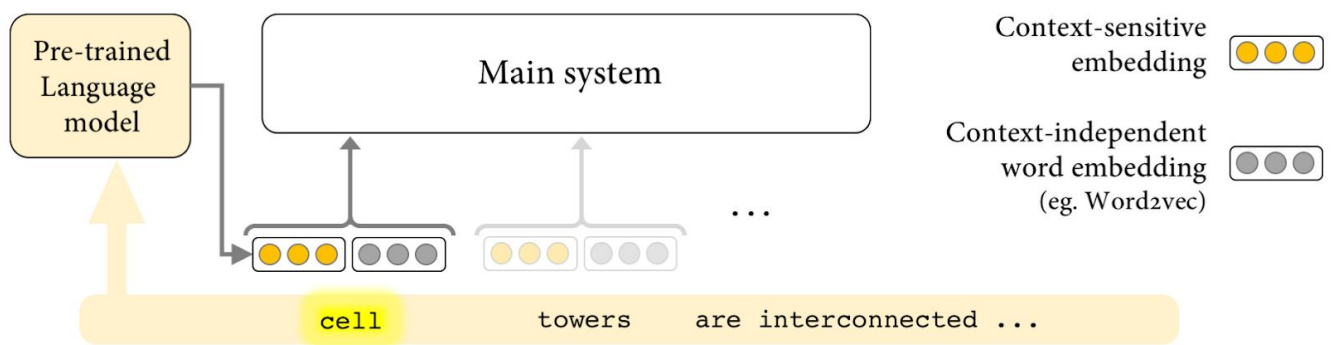 Pre-trained
Language
model
Main system
Context-sensitive
embedding
Context-independent
word embedding
(eg. Word2vec)
...
cell towers are interconnected ...